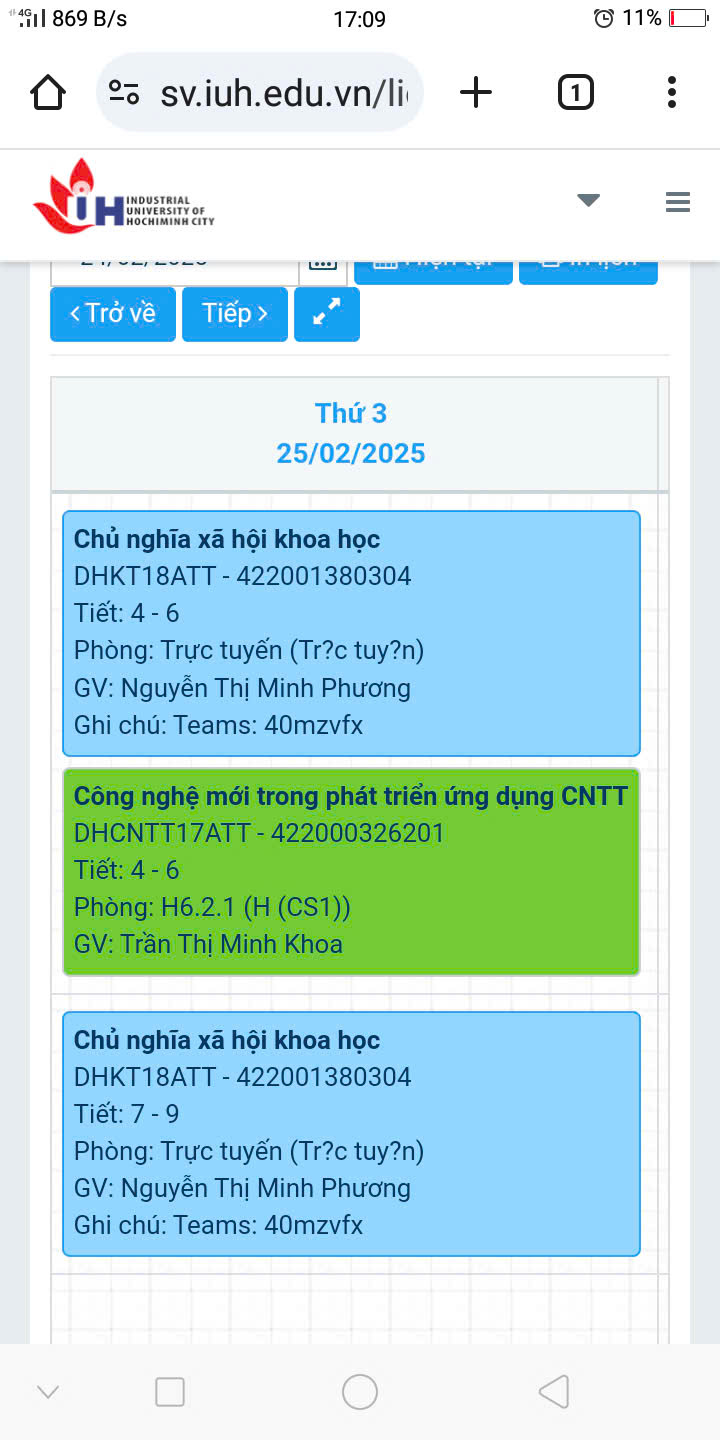 4G 869 B/s 17:09 11%
sv.iuh.edu.vn/li
1
IUH INDUSTRIAL
UNIVERSITY OF
HOCHIMINH CITY
Trở về Tiếp
Thứ 3
25/02/2025
Chủ nghĩa xã hội khoa học
DHKT18ATT - 422001380304
Tiết: 4 - 6
Phòng: Trực tuyến (Tr?c tuy?n)
GV: Nguyễn Thị Minh Phương
Ghi chú: Teams: 40mzvfx
Công nghệ mới trong phát triển ứng dụng CNTT
DHCNTT17ATT - 422000326201
Tiết: 4 - 6
Phòng: H6.2.1 (H (CS1))
GV: Trần Thị Minh Khoa
Chủ nghĩa xã hội khoa học
DHKT18ATT - 422001380304
Tiết: 7 - 9
Phòng: Trực tuyến (Tr?c tuy?n)
GV: Nguyễn Thị Minh Phương
Ghi chú: Teams: 40mzvfx